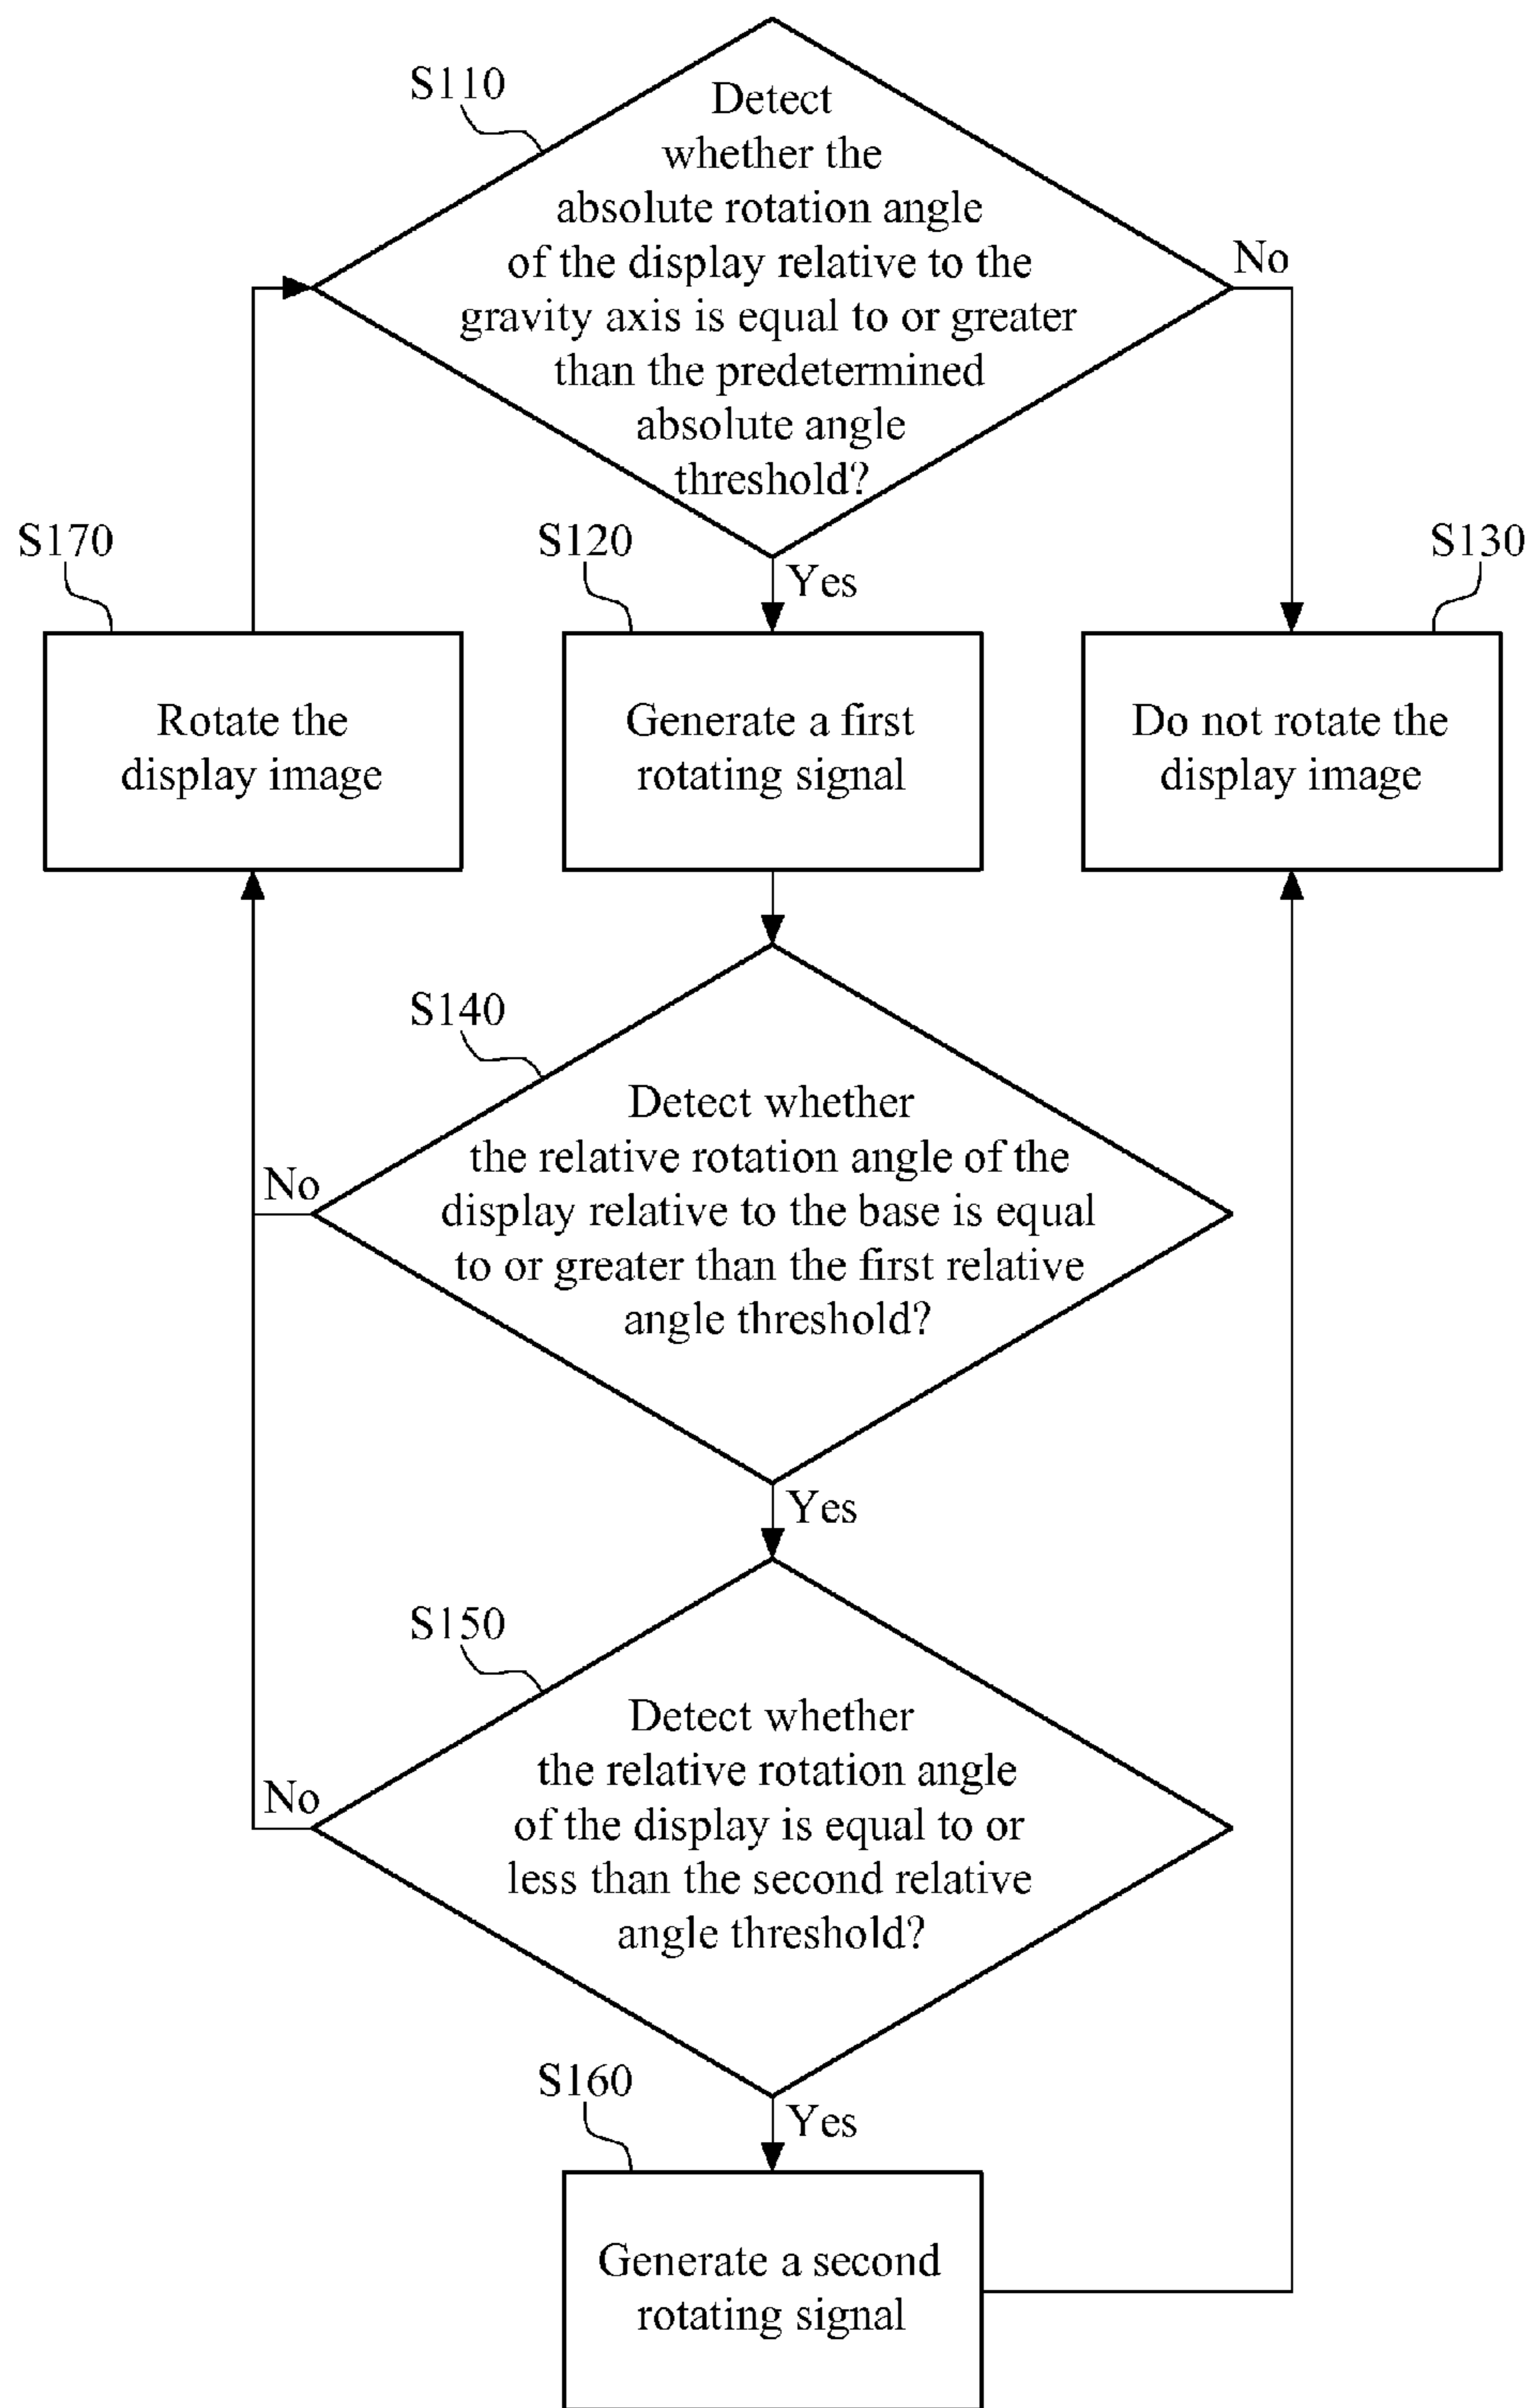 S110
Detect
whether the
absolute rotation angle
of the display relative to the
gravity axis is equal to or greater
than the predetermined
absolute angle
threshold?
No
S170
S120
Yes
S130
Rotate the
display image
Generate a first
rotating signal
Do not rotate the
display image
S140
Detect whether
the relative rotation angle of the
display relative to the base is equal
to or greater than the first relative
angle threshold?
No
Yes
S150
Detect whether
the relative rotation angle
of the display is equal to or
less than the second relative
angle threshold?
No
S160
Yes
Generate a second
rotating signal